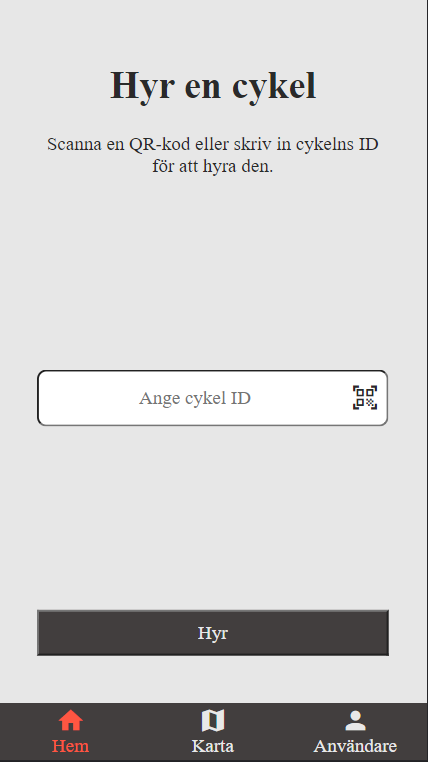 Hyr en cykel
Scanna en QR-kod eller skriv in cykelns ID
för att hyra den.
Ange cykel ID
Hyr
Hem
Karta
Användare